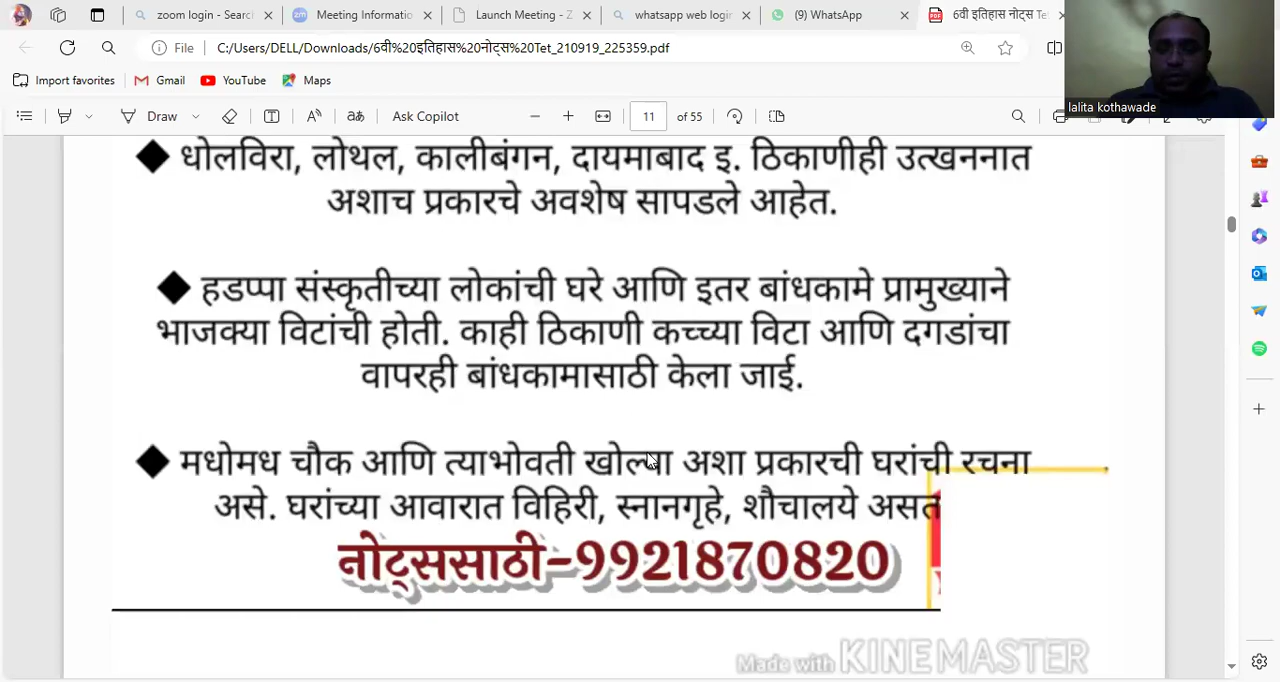 zoom login - Searc
Meeting Informatio
Launch Meeting - Z
whatsapp web login
(9) WhatsApp
6वी इतिहास नोट्स Tet
File
C:/Users/DELL/Downloads/6वी%20इतिहास%20नोट्स%20Tet_210919_225359.pdf
Import favorites
Gmail
YouTube
Maps
lalita kothawade
Draw
Ask Copilot
11
of 55
◆ धोलविरा, लोथल, कालीबंगन, दायमाबाद इ. ठिकाणीही उत्खननात
अशाच प्रकारचे अवशेष सापडले आहेत.
◆ हडप्पा संस्कृतीच्या लोकांची घरे आणि इतर बांधकामे प्रामुख्याने
भाजक्या विटांची होती. काही ठिकाणी कच्च्या विटा आणि दगडांचा
वापरही बांधकामासाठी केला जाई.
◆ मधोमध चौक आणि त्याभोवती खोल्या अशा प्रकारची घरांची रचना
असे. घरांच्या आवारात विहिरी, स्नानगृहे, शौचालये असत
नोट्ससाठी-9921870820
Made with KINEMASTER